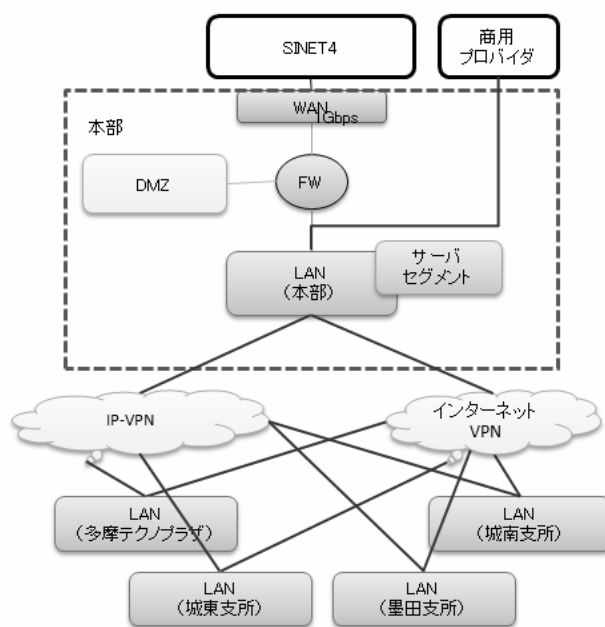 SINET4
商用
プロバイダ
WAN
1Gbps
本部
DMZ
FW
サーバ
セグメント
LAN
(本部)
IP-VPN
インターネット
VPN
LAN
(多摩テクノプラザ)
LAN
(城南支所)
LAN
(城東支所)
LAN
(墨田支所)